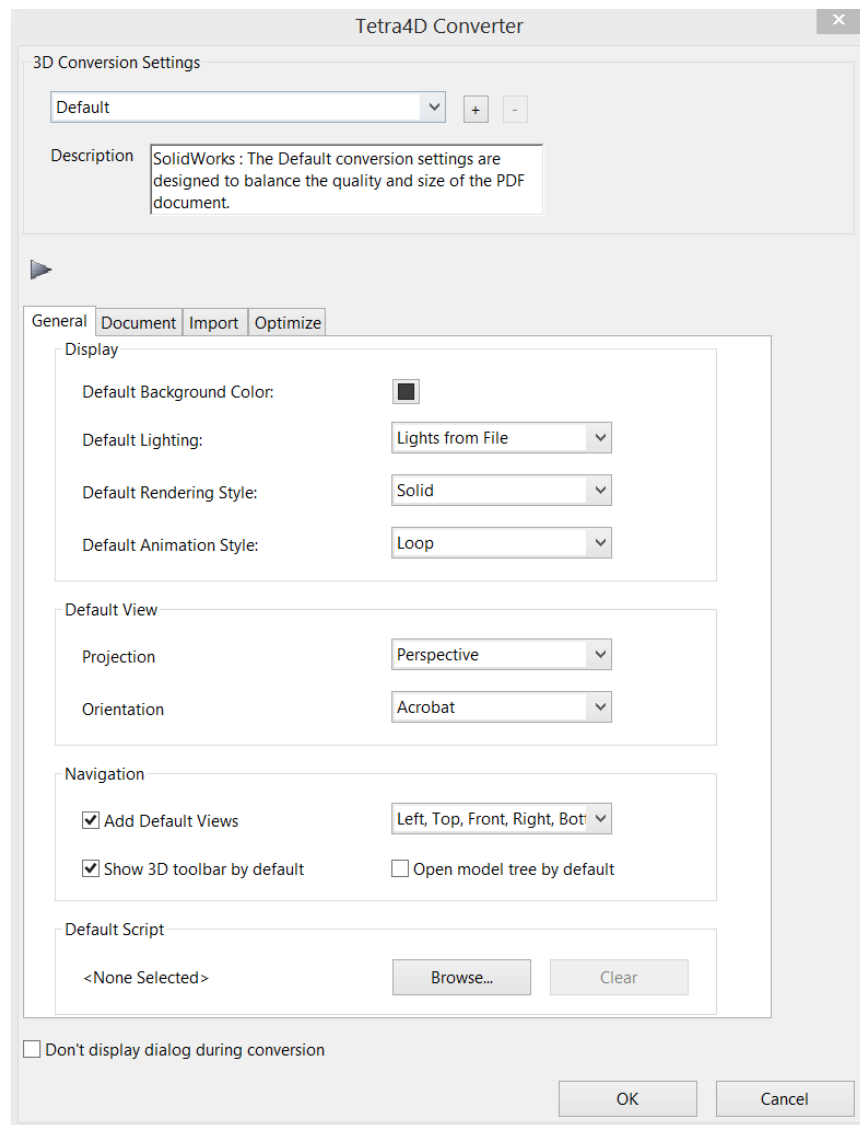 Tetra4D Converter
3D Conversion Settings
Default
+ -
Description
SolidWorks : The Default conversion settings are
designed to balance the quality and size of the PDF
document.
General Document Import Optimize
Display
Default Background Color:
Default Lighting: Lights from File
Default Rendering Style: Solid
Default Animation Style: Loop
Default View
Projection Perspective
Orientation Acrobat
Navigation
Add Default Views Left, Top, Front, Right, Bott
Show 3D toolbar by default Open model tree by default
Default Script
<None Selected> Browse... Clear
Don't display dialog during conversion
OK Cancel